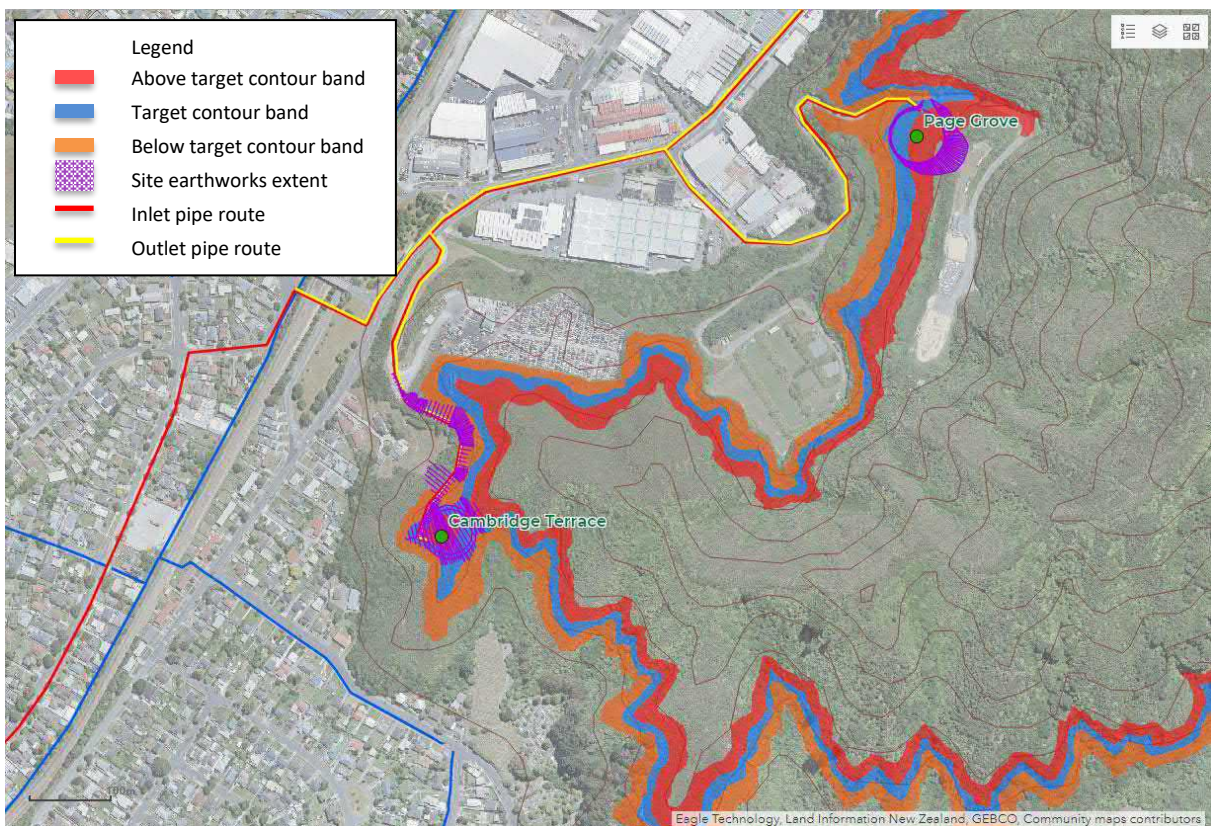 Legend
Above target contour band
Target contour band
Below target contour band
Site earthworks extent
Inlet pipe route
Outlet pipe route
Page Grove
Cambridge Terrace
100m
Eagle Technology, Land Information New Zealand, GEBCO, Community maps contributors